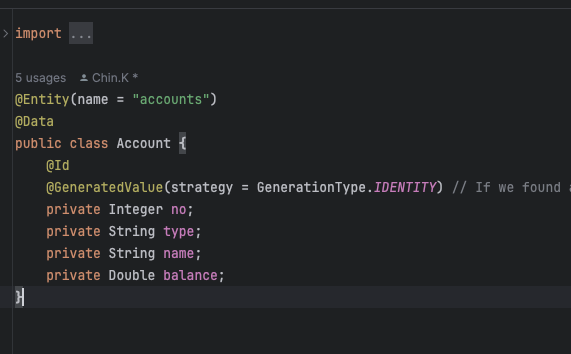 import ...
5 usages Chin.K *
@Entity(name = "accounts")
@Data
public class Account {
@Id
@GeneratedValue(strategy = GenerationType.IDENTITY) // If we found
private Integer no;
private String type;
private String name;
private Double balance;
}